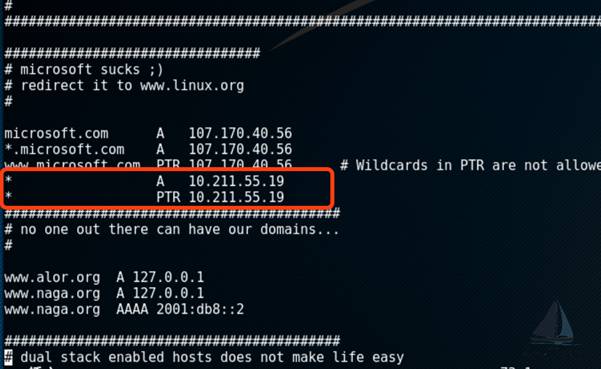 #
###########################################################################
################################
# microsoft sucks ;)
# redirect it to www.linux.org
#
microsoft.com A 107.170.40.56
*.microsoft.com A 107.170.40.56
www.microsoft.com PTR 107.170.40.56 # Wildcards in PTR are not allowe
* A 10.211.55.19
* PTR 10.211.55.19
##########################################
# no one out there can have our domains...
#
www.alor.org A 127.0.0.1
www.naga.org A 127.0.0.1
www.naga.org AAAA 2001:db8::2
##########################################
# dual stack enabled hosts does not make life easy